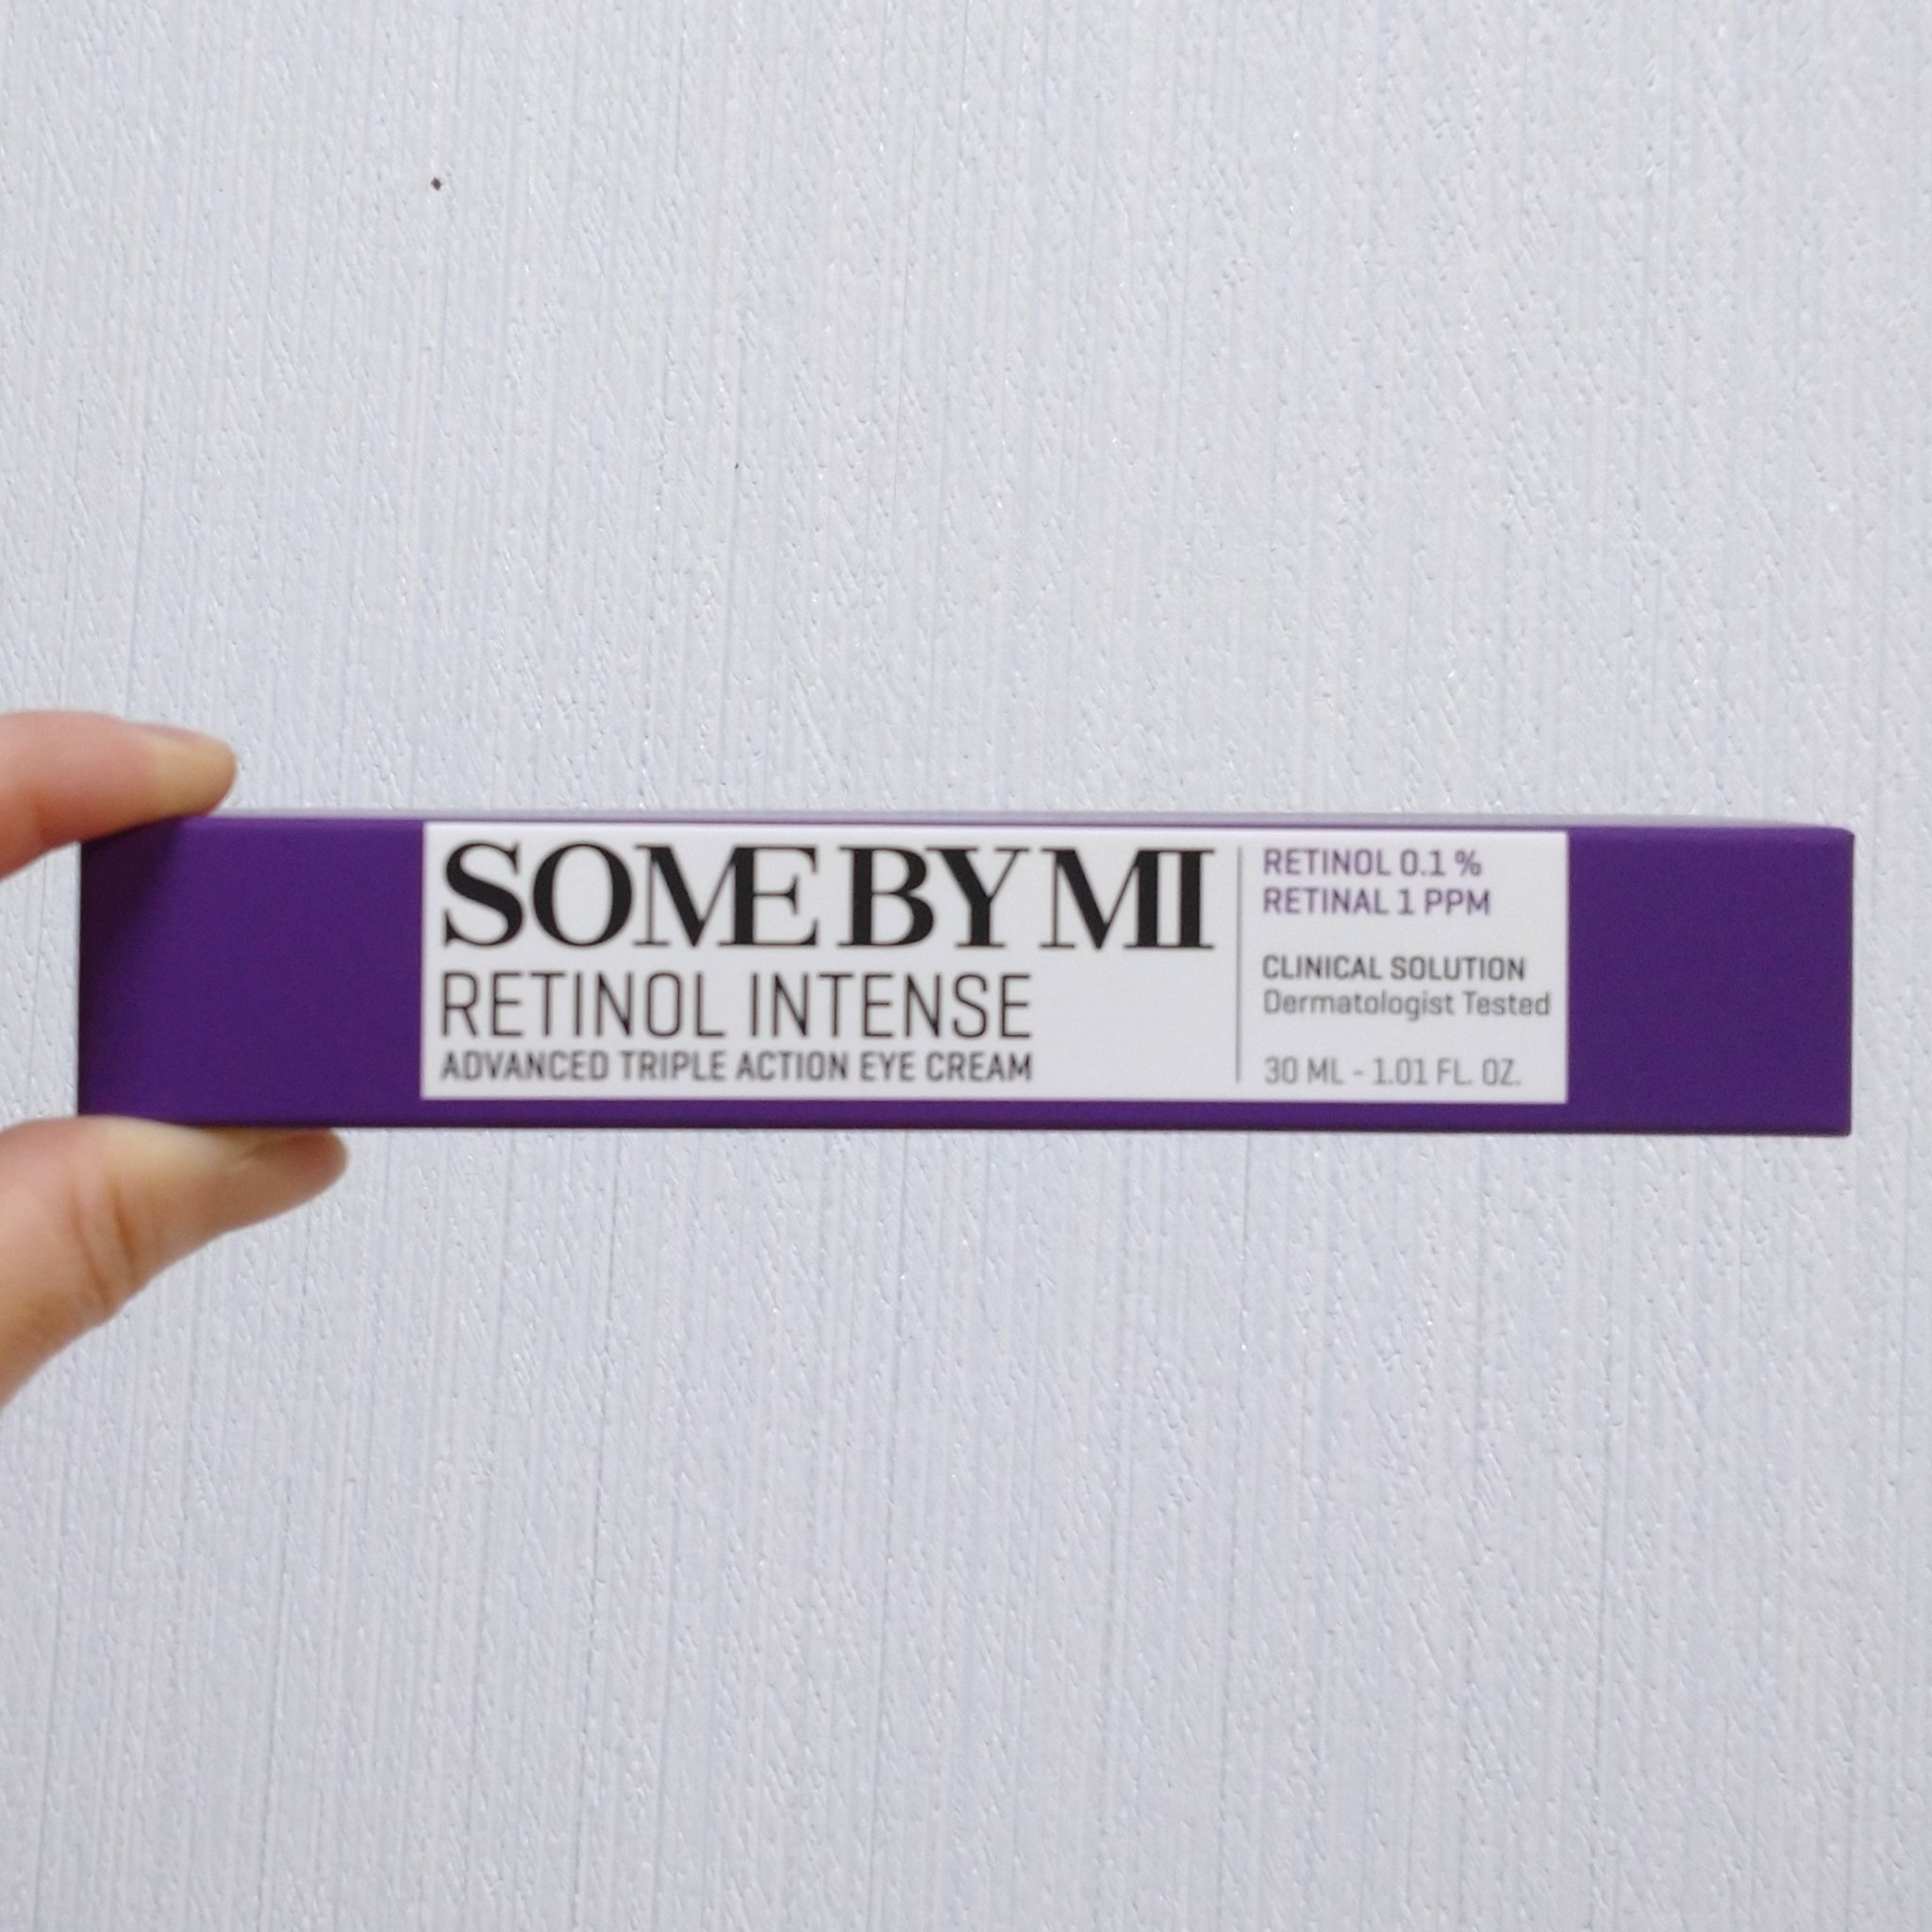 SOME BY MI
RETINOL INTENSE
ADVANCED TRIPLE ACTION EYE CREAM
RETINOL 0.1 %
RETINAL 1 PPM
CLINICAL SOLUTION
Dermatologist Tested
30 ML - 1.01 FL. OZ.